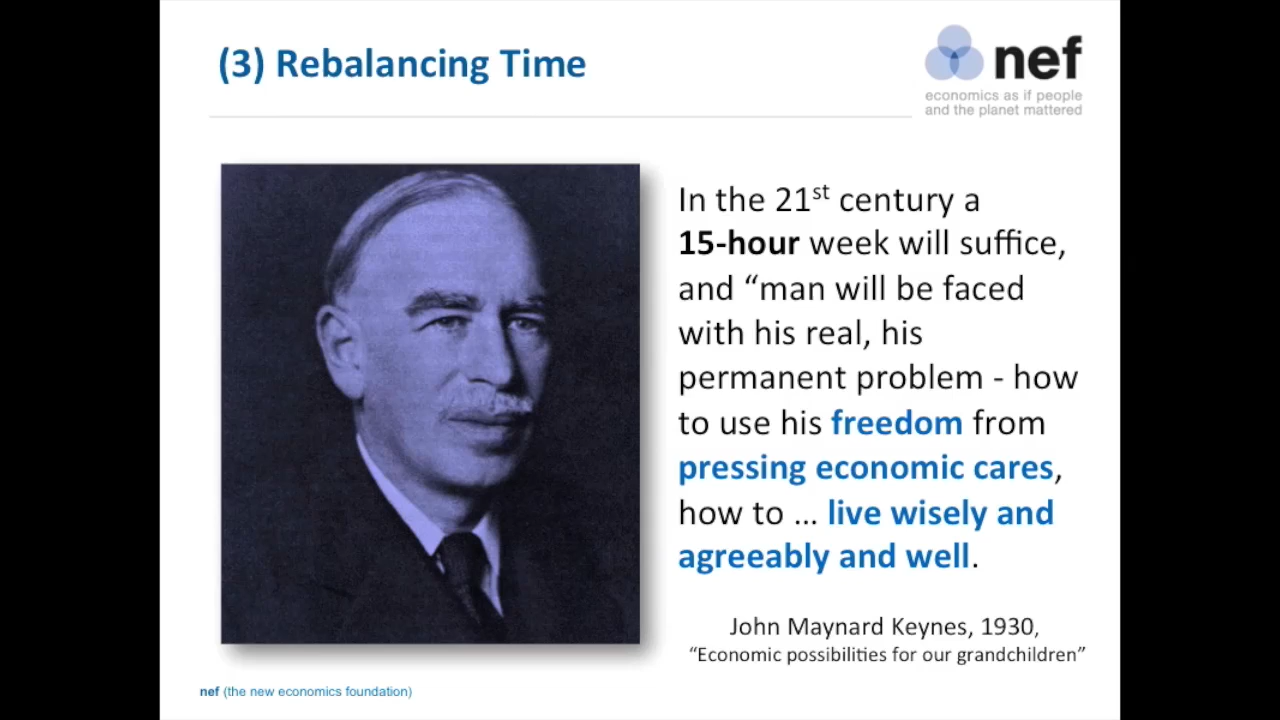 (3) Rebalancing Time
nef
economics as if people
and the planet mattered
In the 21st century a
15-hour week will suffice,
and “man will be faced
with his real, his
permanent problem - how
to use his freedom from
pressing economic cares,
how to ... live wisely and
agreeably and well.
John Maynard Keynes, 1930,
“Economic possibilities for our grandchildren”
nef (the new economics foundation)